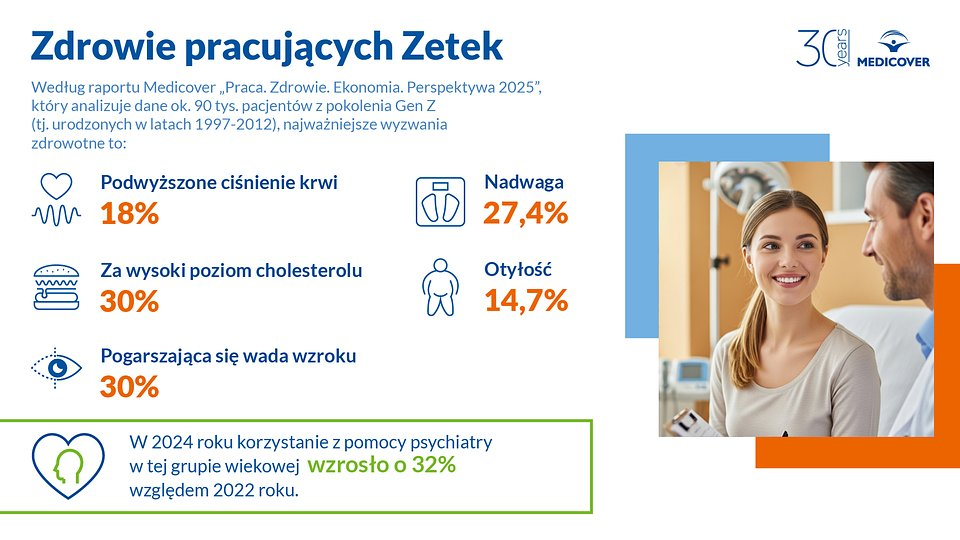 Zdrowie pracujących Zetek
30 years
MEDICOVER
Według raportu Medicover „Praca. Zdrowie. Ekonomia. Perspektywa 2025”,
który analizuje dane ok. 90 tys. pacjentów z pokolenia Gen Z
(tj. urodzonych w latach 1997-2012), najważniejsze wyzwania
zdrowotne to:
Podwyższone ciśnienie krwi
18%
Za wysoki poziom cholesterolu
30%
Pogarszająca się wada wzroku
30%
Nadwaga
27,4%
Otyłość
14,7%
W 2024 roku korzystanie z pomocy psychiatry
w tej grupie wiekowej wzrosło o 32%
względem 2022 roku.